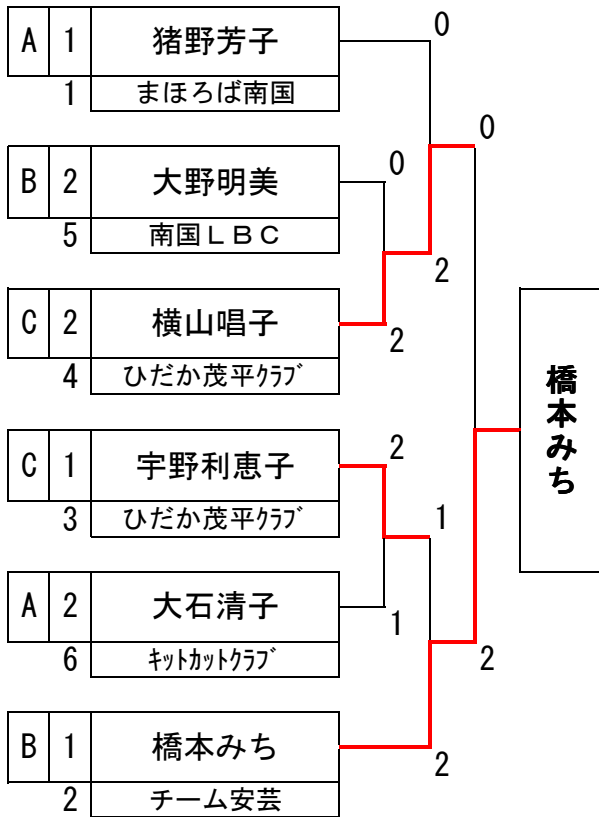 A 1 猪野芳子 0
1 まほろば南国
0
B 2 大野明美 0
5 南国LBC
2
C 2 横山唱子 2
4 ひだか茂平ｸﾗﾌﾞ
橋本みち
C 1 宇野利恵子 2
3 ひだか茂平ｸﾗﾌﾞ 1
A 2 大石清子 1
6 ｷｯﾄｶｯﾄｸﾗﾌﾞ 2
B 1 橋本みち 2
2 チーム安芸